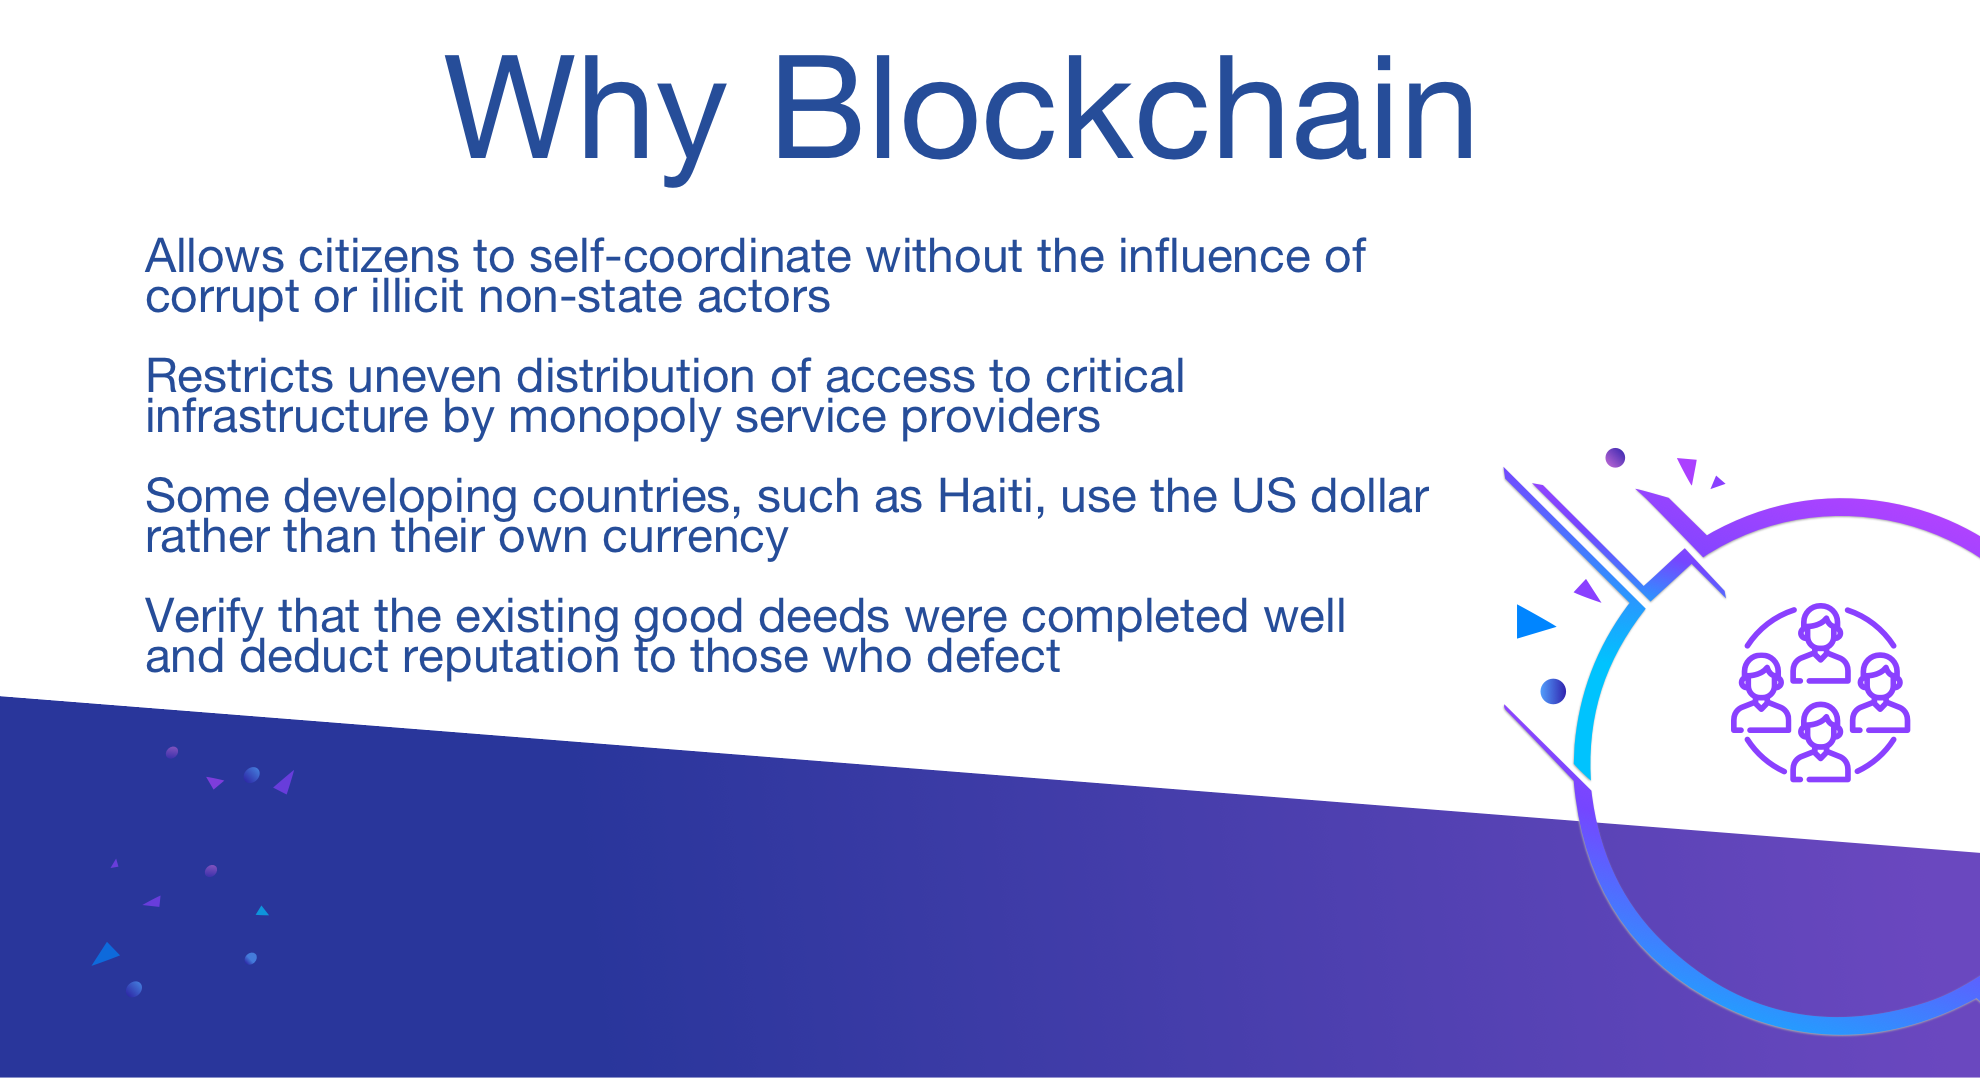 Why Blockchain
Allows citizens to self-coordinate without the influence of
corrupt or illicit non-state actors
Restricts uneven distribution of access to critical
infrastructure by monopoly service providers
Some developing countries, such as Haiti, use the US dollar
rather than their own currency
Verify that the existing good deeds were completed well
and deduct reputation to those who defect